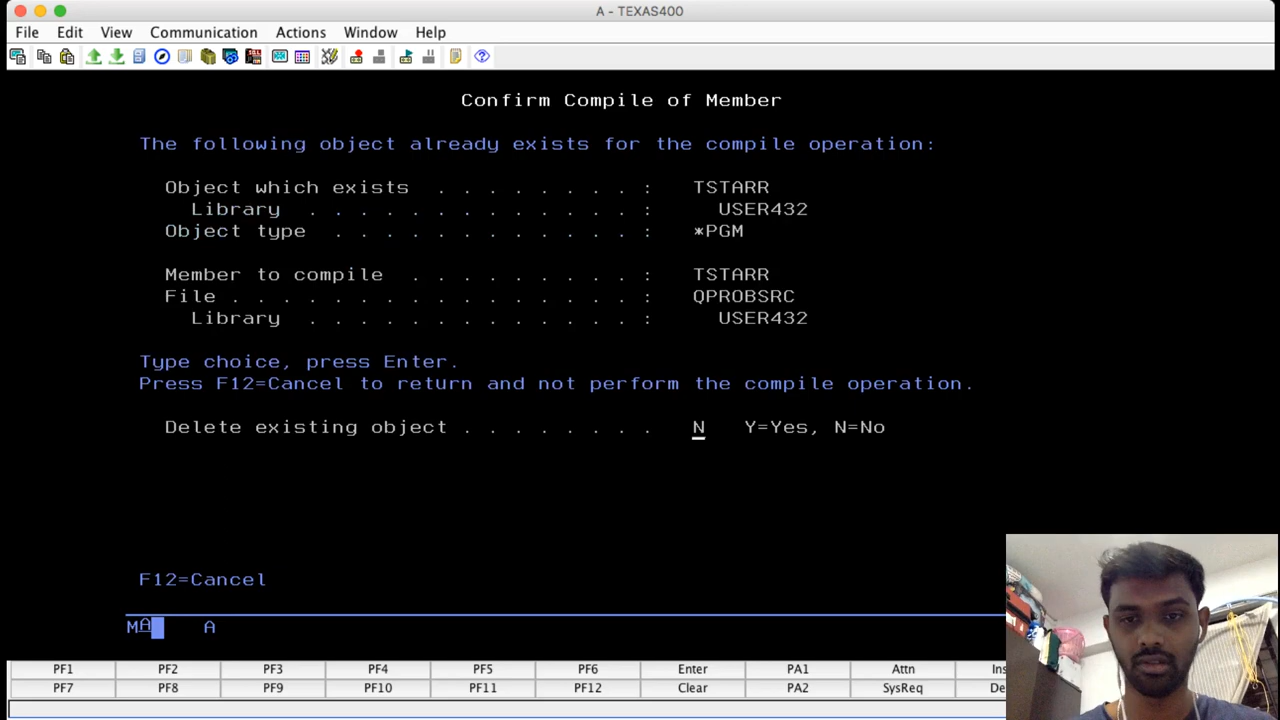 A - TEXAS400
File Edit View Communication Actions Window Help
Confirm Compile of Member
The following object already exists for the compile operation:
Object which exists . . . . . . . . : TSTARR
Library . . . . . . . . . . . . . . : USER432
Object type . . . . . . . . . . . . : *PGM
Member to compile . . . . . . . . . : TSTARR
File . . . . . . . . . . . . . . . . : QPROBSRC
Library . . . . . . . . . . . . . . : USER432
Type choice, press Enter.
Press F12=Cancel to return and not perform the compile operation.
Delete existing object . . . . . . . . N Y=Yes, N=No
F12=Cancel
MA A
PF1 PF2 PF3 PF4 PF5 PF6 Enter PA1 Attn Ins
PF7 PF8 PF9 PF10 PF11 PF12 Clear PA2 SysReq De